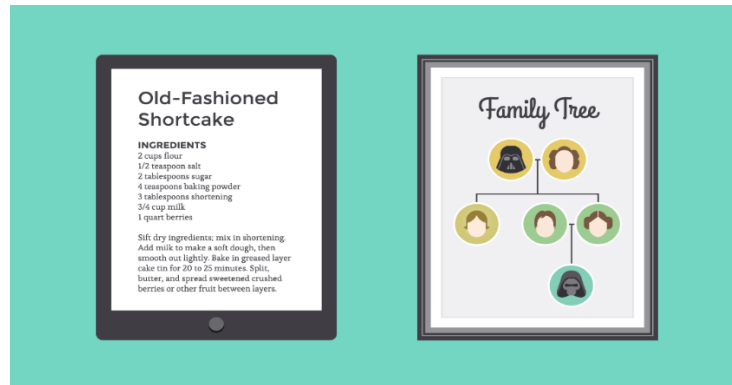 Old-Fashioned
Shortcake
INGREDIENTS
2 cups flour
1/2 teaspoon salt
2 tablespoons sugar
4 teaspoons baking powder
3 tablespoons shortening
3/4 cup milk
1 quart berries
Sift dry ingredients; mix in shortening.
Add milk to make a soft dough, then
smooth out lightly. Bake in greased layer
cake tin for 20 to 25 minutes. Split,
butter, and spread sweetened crushed
berries or other fruit between layers.
Family Tree